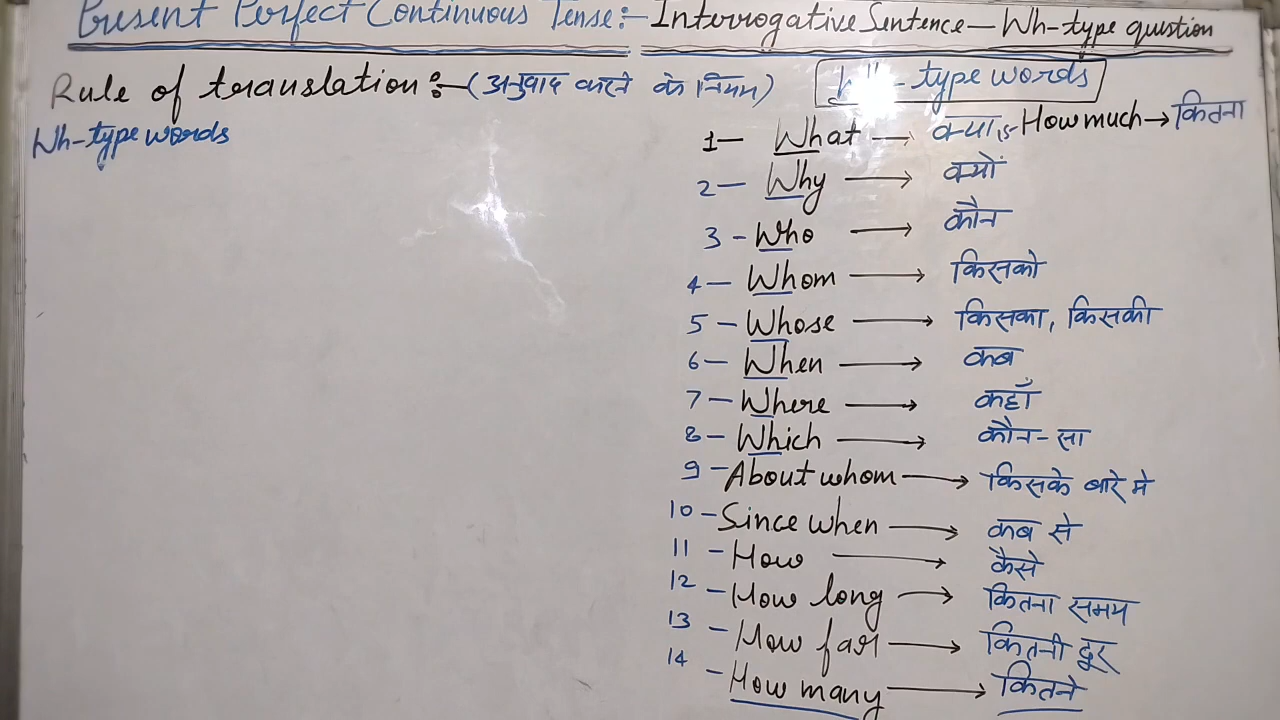 Present Perfect Continuous Tense:- Interrogative Sentence - Wh-type question
Rule of translation :- (अनुवाद करने के नियम)
Wh-type words
-type words
1- What → क्या
15- How much → कितना
2- Why → क्यों
3- Who → कौन
4- Whom → किसको
5- Whose → किसका, किसकी
6- When → कब
7- Where → कहाँ
8- Which → कौन-सा
9- About whom → किसके बारे मे
10- Since when → कब से
11- How → कैसे
12- How long → कितना समय
13- How far → कितनी दूर
14- How many → कितने